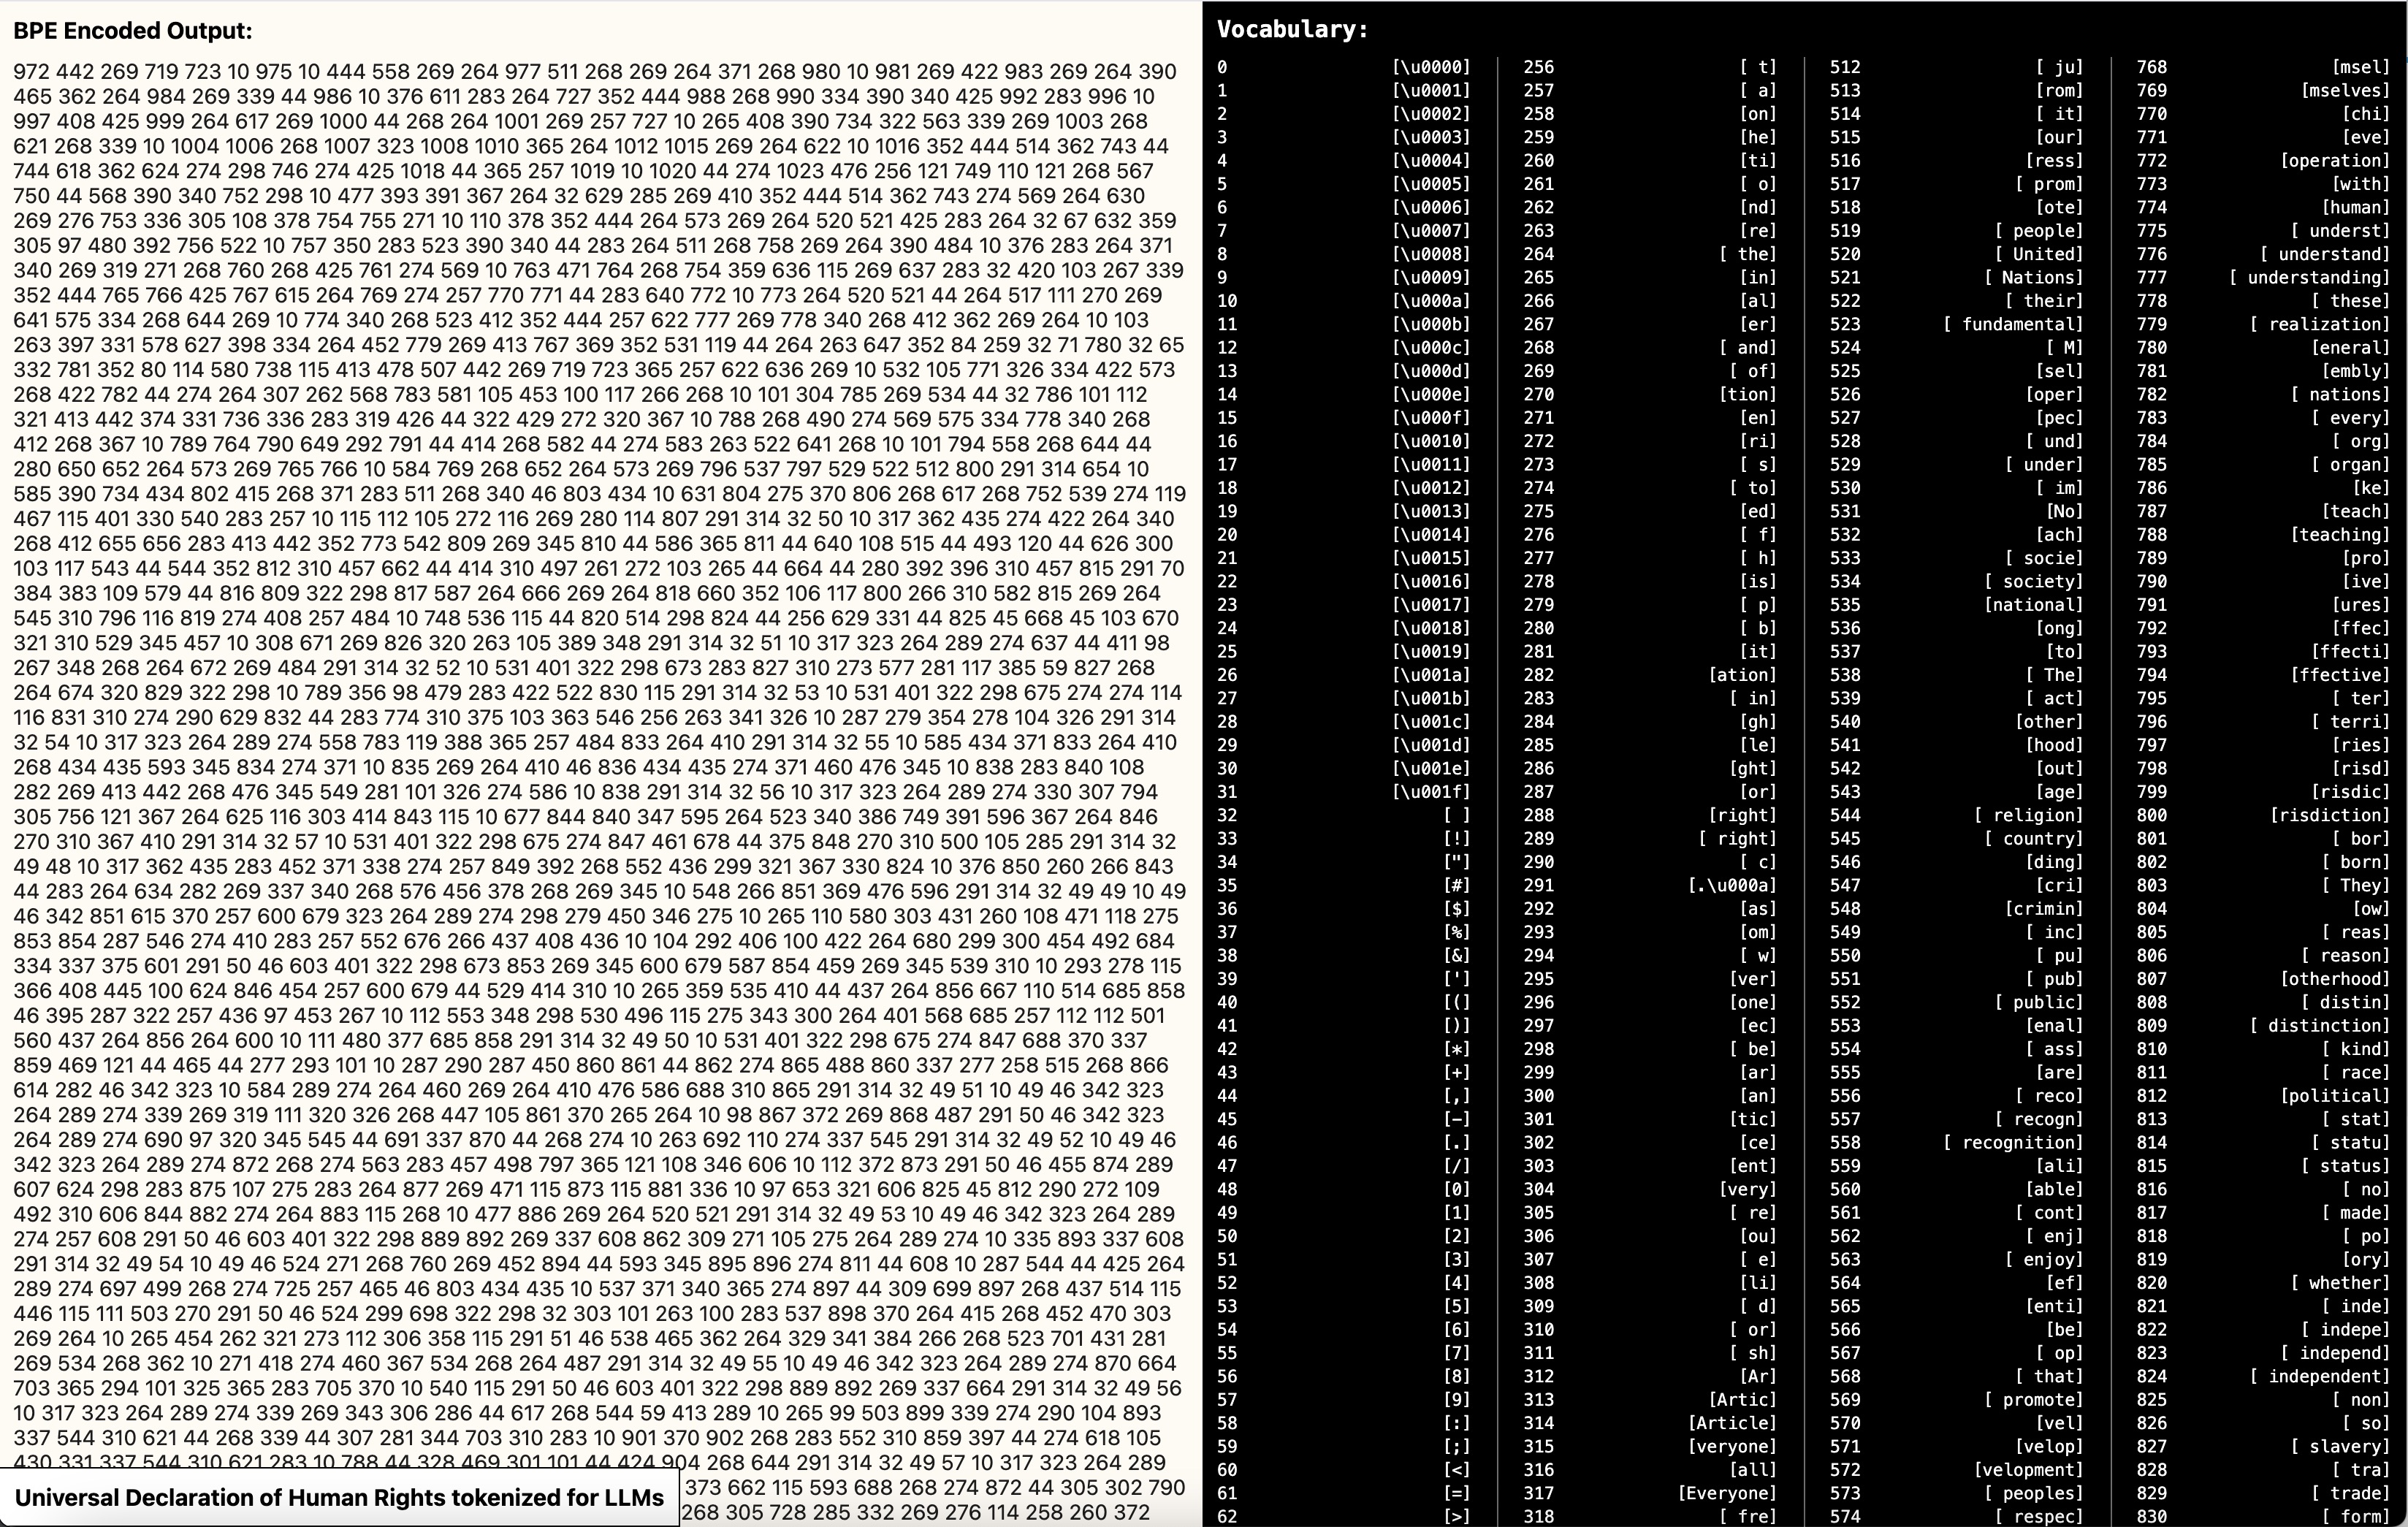 BPE Encoded Output:
972 442 269 719 723 10 975 10 444 558 269 264 977 511 268 269 264 371 268 980 10 981 269 422 983 269 264 390
465 362 264 984 269 339 44 986 10 376 611 283 264 727 352 444 988 268 990 334 390 340 425 992 283 996 10
997 408 425 999 264 617 269 1000 44 268 264 1001 269 257 727 10 265 408 390 734 322 563 339 269 1003 268
621 268 339 10 1004 1006 268 1007 323 1008 1010 365 264 1012 1015 269 264 622 10 1016 352 444 514 362 743 44
744 618 362 624 274 298 746 274 425 1018 44 365 257 1019 10 1020 44 274 1023 476 256 121 749 110 121 268 567
750 44 568 390 340 752 298 10 477 393 391 367 264 32 629 285 269 410 352 444 514 362 743 274 569 264 630
269 276 753 336 305 108 378 754 755 271 10 110 378 352 444 264 573 269 264 520 521 425 283 264 32 67 632 359
305 97 480 392 756 522 10 757 350 283 523 390 340 44 283 264 511 268 758 269 264 390 484 10 376 283 264 371
340 269 319 271 268 760 268 425 761 274 569 10 763 471 764 268 754 359 636 115 269 637 283 32 420 103 267 339
352 444 765 766 425 767 615 264 769 274 257 770 771 44 283 640 772 10 773 264 520 521 44 264 517 111 270 269
641 575 334 268 644 269 10 774 340 268 523 412 352 444 257 622 777 269 778 340 268 412 362 269 264 10 103
263 397 331 578 627 398 334 264 452 779 269 413 767 369 352 531 119 44 264 263 647 352 84 259 32 71 780 32 65
332 781 352 80 114 580 738 115 413 478 507 442 269 719 723 365 257 622 636 269 10 532 105 771 326 334 422 573
268 422 782 44 274 264 307 262 568 783 581 105 453 100 117 266 268 10 101 304 785 269 534 44 32 786 101 112
321 413 442 374 331 736 336 283 319 426 44 322 429 272 320 367 10 788 268 490 274 569 575 334 778 340 268
412 268 367 10 789 764 790 649 292 791 44 414 268 582 44 274 583 263 522 641 268 10 101 794 558 268 644 44
280 650 652 264 573 269 765 766 10 584 769 268 652 264 573 269 796 537 797 529 522 512 800 291 314 654 10
585 390 734 434 802 415 268 371 283 511 268 340 46 803 434 10 631 804 275 370 806 268 617 268 752 539 274 119
467 115 401 330 540 283 257 10 115 112 105 272 116 269 280 114 807 291 314 32 50 10 317 362 435 274 422 264 340
268 412 655 656 283 413 442 352 773 542 809 269 345 810 44 586 365 811 44 640 108 515 44 493 120 44 626 300
103 117 543 44 544 352 812 310 457 662 44 414 310 497 261 272 103 265 44 664 44 280 392 396 310 457 815 291 70
384 383 109 579 44 816 809 322 298 817 587 264 666 269 264 818 660 352 106 117 800 266 310 582 815 269 264
545 310 796 116 819 274 408 257 484 10 748 536 115 44 820 514 298 824 44 256 629 331 44 825 45 668 45 103 670
321 310 529 345 457 10 308 671 269 826 320 263 105 389 348 291 314 32 51 10 317 323 264 289 274 637 44 411 98
267 348 268 264 672 269 484 291 314 32 52 10 531 401 322 298 673 283 827 310 273 577 281 117 385 59 827 268
264 674 320 829 322 298 10 789 356 98 479 283 422 522 830 115 291 314 32 53 10 531 401 322 298 675 274 274 114
116 831 310 274 290 629 832 44 283 774 310 375 103 363 546 256 263 341 326 10 287 279 354 278 104 326 291 314
32 54 10 317 323 264 289 274 558 783 119 388 365 257 484 833 264 410 291 314 32 55 10 585 434 371 833 264 410
268 434 435 593 345 834 274 371 10 835 269 264 410 46 836 434 435 274 371 460 476 345 10 838 283 840 108
282 269 413 442 268 476 345 549 281 101 326 274 586 10 838 291 314 32 56 10 317 323 264 289 274 330 307 794
305 756 121 367 264 625 116 303 414 843 115 10 677 844 840 347 595 264 523 340 386 749 391 596 367 264 846
270 310 367 410 291 314 32 57 10 531 401 322 298 675 274 847 461 678 44 375 848 270 310 500 105 285 291 314 32
49 48 10 317 362 435 283 452 371 338 274 257 849 392 268 552 436 299 321 367 330 824 10 376 850 260 266 843
44 283 264 634 282 269 337 340 268 576 456 378 268 269 345 10 548 266 851 369 476 596 291 314 32 49 49 10 49
46 342 851 615 370 257 600 679 323 264 289 274 298 279 450 346 275 10 265 110 580 303 431 260 108 471 118 275
853 854 287 546 274 410 283 257 552 676 266 437 408 436 10 104 292 406 100 422 264 680 299 300 454 492 684
334 337 375 601 291 50 46 603 401 322 298 673 853 269 345 600 679 587 854 459 269 345 539 310 10 293 278 115
366 408 445 100 624 846 454 257 600 679 44 529 414 310 10 265 359 535 410 44 437 264 856 667 110 514 685 858
46 395 287 322 257 436 97 453 267 10 112 553 348 298 530 496 115 275 343 300 264 401 568 685 257 112 112 501
560 437 264 856 264 600 10 111 480 377 685 858 291 314 32 49 50 10 531 401 322 298 675 274 847 688 370 337
859 469 121 44 465 44 277 293 101 10 287 290 287 450 860 861 44 862 274 865 488 860 337 277 258 515 268 866
614 282 46 342 323 10 584 289 274 264 460 269 264 410 476 586 688 310 865 291 314 32 49 51 10 49 46 342 323
264 289 274 339 269 319 111 320 326 268 447 105 861 370 265 264 10 98 867 372 269 868 487 291 50 46 342 323
264 289 274 690 97 320 345 545 44 691 337 870 44 268 274 10 263 692 110 274 337 545 291 314 32 49 52 10 49 46
342 323 264 289 274 872 268 274 563 283 457 498 797 365 121 108 346 606 10 112 372 873 291 50 46 455 874 289
607 624 298 283 875 107 275 283 264 877 269 471 115 873 115 881 336 10 97 653 321 606 825 45 812 290 272 109
492 310 606 844 882 274 264 883 115 268 10 477 886 269 264 520 521 291 314 32 49 53 10 49 46 342 323 264 289
274 257 608 291 50 46 603 401 322 298 889 892 269 337 608 862 309 271 105 275 264 289 274 10 335 893 337 608
291 314 32 49 54 10 49 46 524 271 268 760 269 452 894 44 593 345 895 896 274 811 44 608 10 287 544 44 425 264
289 274 697 499 268 274 725 257 465 46 803 434 435 10 537 371 340 365 274 897 44 309 699 897 268 437 514 115
446 115 111 503 270 291 50 46 524 299 698 322 298 32 303 101 263 100 283 537 898 370 264 415 268 452 470 303
269 264 10 265 454 262 321 273 112 306 358 115 291 51 46 538 465 362 264 329 341 384 266 268 523 701 431 281
269 534 268 362 10 271 418 274 460 367 534 268 264 487 291 314 32 49 55 10 49 46 342 323 264 289 274 870 664
703 365 294 101 325 365 283 705 370 10 540 115 291 50 46 603 401 322 298 889 892 269 337 664 291 314 32 49 56
10 317 323 264 289 274 339 269 343 306 286 44 617 268 544 59 413 289 10 265 99 503 899 339 274 290 104 893
337 544 310 621 44 268 339 44 307 281 344 703 310 283 10 901 370 902 268 283 552 310 859 397 44 274 618 105
430 331 337 544 310 621 283 10 788 44 328 469 301 101 44 424 904 268 644 291 314 32 49 57 10 317 323 264 289
373 662 115 593 688 268 274 872 44 305 302 790
268 305 728 285 332 269 276 114 258 260 372
Universal Declaration of Human Rights tokenized for LLMs
Vocabulary:
0 [\u0000] 256 [ t] 512 [ ju] 768 [msel]
1 [\u0001] 257 [ a] 513 [rom] 769 [mselves]
2 [\u0002] 258 [on] 514 [ it] 770 [chi]
3 [\u0003] 259 [he] 515 [our] 771 [eve]
4 [\u0004] 260 [ti] 516 [ress] 772 [operation]
5 [\u0005] 261 [ o] 517 [ prom] 773 [with]
6 [\u0006] 262 [nd] 518 [ote] 774 [human]
7 [\u0007] 263 [re] 519 [ people] 775 [ underst]
8 [\u0008] 264 [ the] 520 [ United] 776 [ understand]
9 [\u0009] 265 [in] 521 [ Nations] 777 [ understanding]
10 [\u000a] 266 [al] 522 [ their] 778 [ these]
11 [\u000b] 267 [er] 523 [ fundamental] 779 [ realization]
12 [\u000c] 268 [ and] 524 [ M] 780 [eneral]
13 [\u000d] 269 [ of] 525 [sel] 781 [embly]
14 [\u000e] 270 [tion] 526 [oper] 782 [ nations]
15 [\u000f] 271 [en] 527 [pec] 783 [ every]
16 [\u0010] 272 [ri] 528 [ und] 784 [ org]
17 [\u0011] 273 [ s] 529 [ under] 785 [ organ]
18 [\u0012] 274 [ to] 530 [ im] 786 [ke]
19 [\u0013] 275 [ed] 531 [No] 787 [teach]
20 [\u0014] 276 [ f] 532 [ach] 788 [teaching]
21 [\u0015] 277 [ h] 533 [ socie] 789 [pro]
22 [\u0016] 278 [is] 534 [ society] 790 [ive]
23 [\u0017] 279 [ p] 535 [national] 791 [ures]
24 [\u0018] 280 [ b] 536 [ong] 792 [ffec]
25 [\u0019] 281 [it] 537 [to] 793 [ffecti]
26 [\u001a] 282 [ation] 538 [ The] 794 [ffective]
27 [\u001b] 283 [ in] 539 [ act] 795 [ ter]
28 [\u001c] 284 [gh] 540 [other] 796 [ terri]
29 [\u001d] 285 [le] 541 [hood] 797 [ries]
30 [\u001e] 286 [ght] 542 [out] 798 [risd]
31 [\u001f] 287 [or] 543 [age] 799 [risdic]
32 [ ] 288 [right] 544 [ religion] 800 [risdiction]
33 [!] 289 [ right] 545 [ country] 801 [ bor]
34 ["] 290 [ c] 546 [ding] 802 [ born]
35 [#] 291 [.\u000a] 547 [cri] 803 [ They]
36 [$] 292 [as] 548 [crimin] 804 [ow]
37 [%] 293 [om] 549 [ inc] 805 [ reas]
38 [&] 294 [ w] 550 [ pu] 806 [ reason]
39 ['] 295 [ver] 551 [ pub] 807 [otherhood]
40 [(] 296 [one] 552 [ public] 808 [ distin]
41 [)] 297 [ec] 553 [enal] 809 [ distinction]
42 [*] 298 [ be] 554 [ ass] 810 [ kind]
43 [+] 299 [ar] 555 [are] 811 [ race]
44 [,] 300 [an] 556 [ reco] 812 [political]
45 [-] 301 [tic] 557 [ recogn] 813 [ stat]
46 [.] 302 [ce] 558 [ recognition] 814 [ statu]
47 [/] 303 [ent] 559 [ali] 815 [ status]
48 [0] 304 [very] 560 [able] 816 [ no]
49 [1] 305 [ re] 561 [ cont] 817 [ made]
50 [2] 306 [ou] 562 [ enj] 818 [ po]
51 [3] 307 [ e] 563 [ enjoy] 819 [ory]
52 [4] 308 [li] 564 [ef] 820 [ whether]
53 [5] 309 [ d] 565 [enti] 821 [ inde]
54 [6] 310 [ or] 566 [be] 822 [ indepe]
55 [7] 311 [ sh] 567 [ op] 823 [ independ]
56 [8] 312 [Ar] 568 [ that] 824 [ independent]
57 [9] 313 [Artic] 569 [ promote] 825 [ non]
58 [:] 314 [Article] 570 [vel] 826 [ so]
59 [;] 315 [veryone] 571 [velop] 827 [ slavery]
60 [<] 316 [all] 572 [velopment] 828 [ tra]
61 [=] 317 [Everyone] 573 [ peoples] 829 [ trade]
62 [>] 318 [ fre] 574 [ respec] 830 [ form]